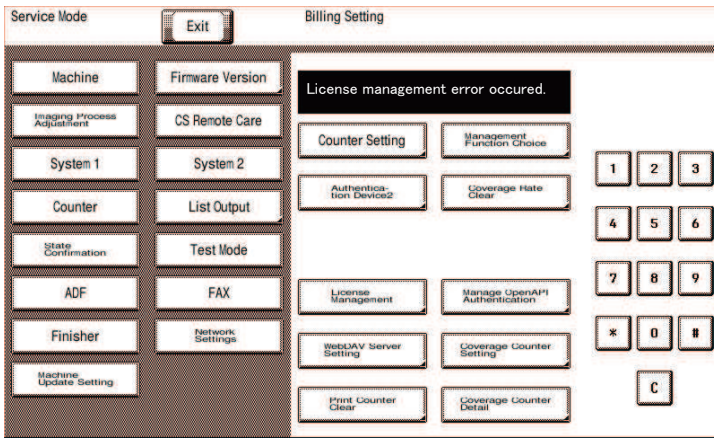 Service Mode
Exit
Billing Setting
Machine
Firmware Version
License management error occured.
Imaging Process
Adjustment
CS Remote Care
Counter Setting
Management
Function Choice
System 1
System 2
Authentica-
tion Device2
Coverage Rate
Clear
1
2
3
Counter
List Output
4
5
6
State
Confirmation
Test Mode
ADF
FAX
License
Management
Manage OpenAPI
Authentication
7
8
9
Finisher
Network
Settings
WebDAV Server
Setting
Coverage Counter
Setting
*
0
#
Machine
Update Setting
Print Counter
Clear
Coverage Counter
Detail
C